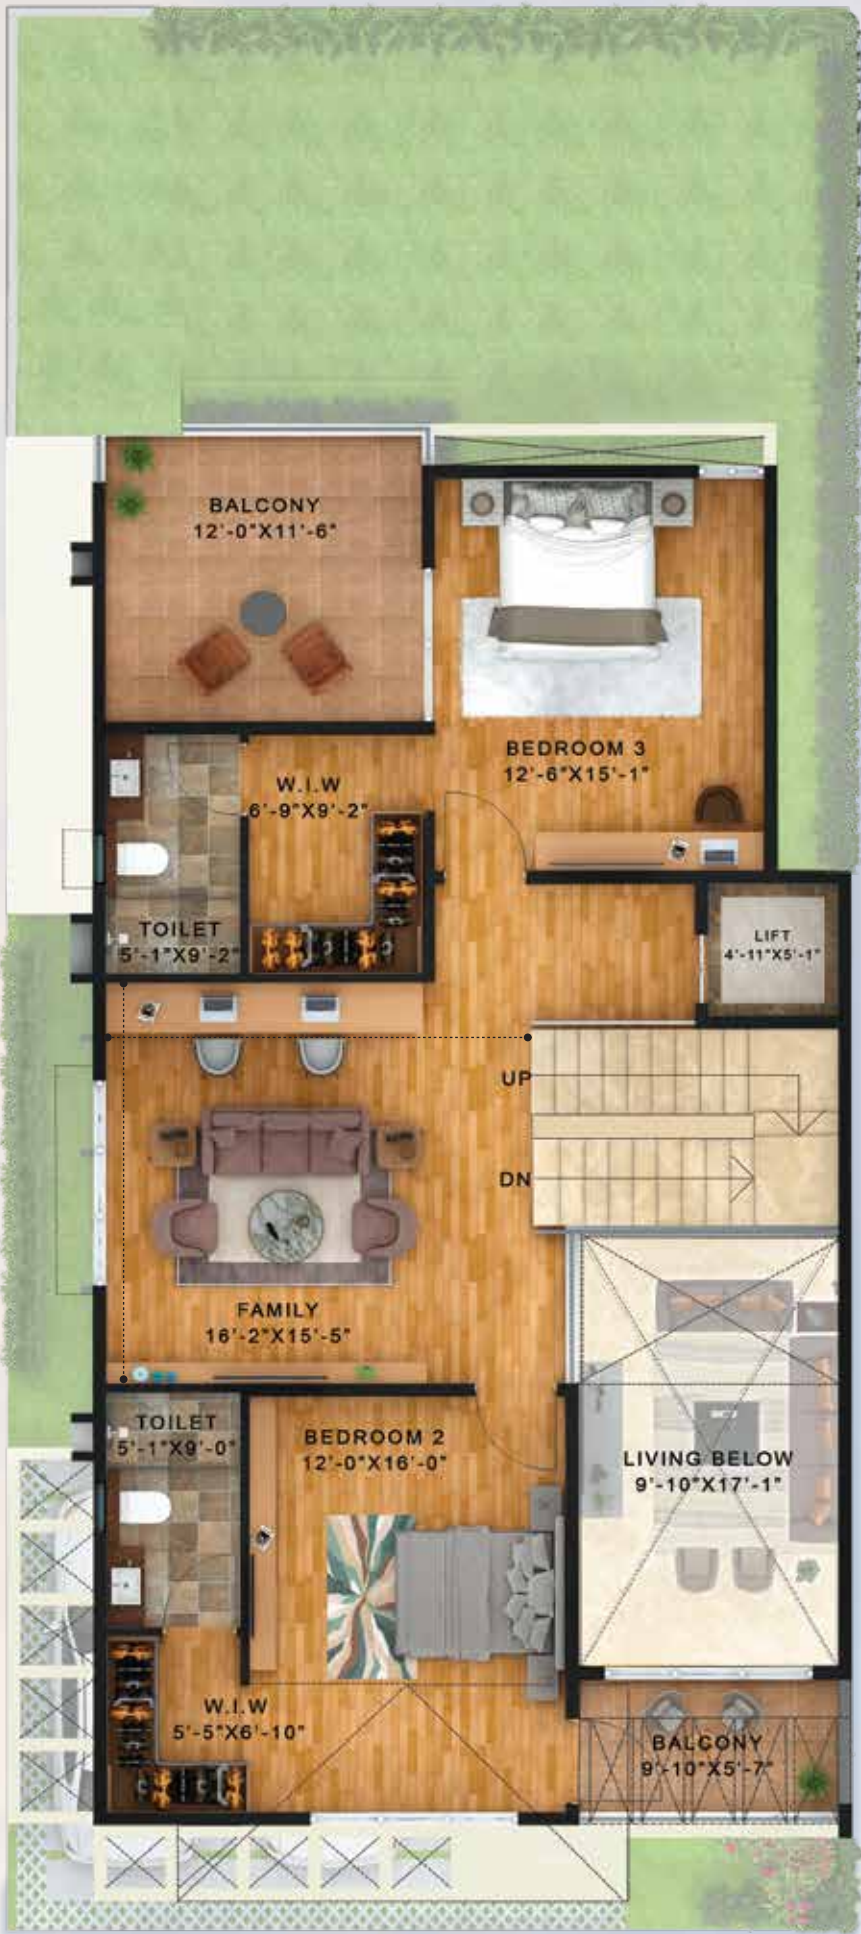 BALCONY
12'-0"X11'-6"
BEDROOM 3
12'-6"X15'-1"
W.I.W
6'-9"X9'-2"
TOILET
5'-1"X9'-2"
LIFT
4'-11"X5'-1"
UP
DN
FAMILY
16'-2"X15'-5"
TOILET
5'-1"X9'-0"
BEDROOM 2
12'-0"X16'-0"
LIVING BELOW
9'-10"X17'-1"
W.I.W
5'-5"X6'-10"
BALCONY
9'-10"X5'-7"